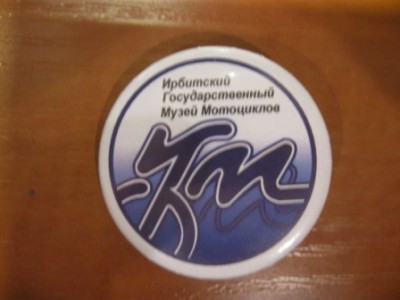 Ирбитский
Государственный
Музей Мотоциклов